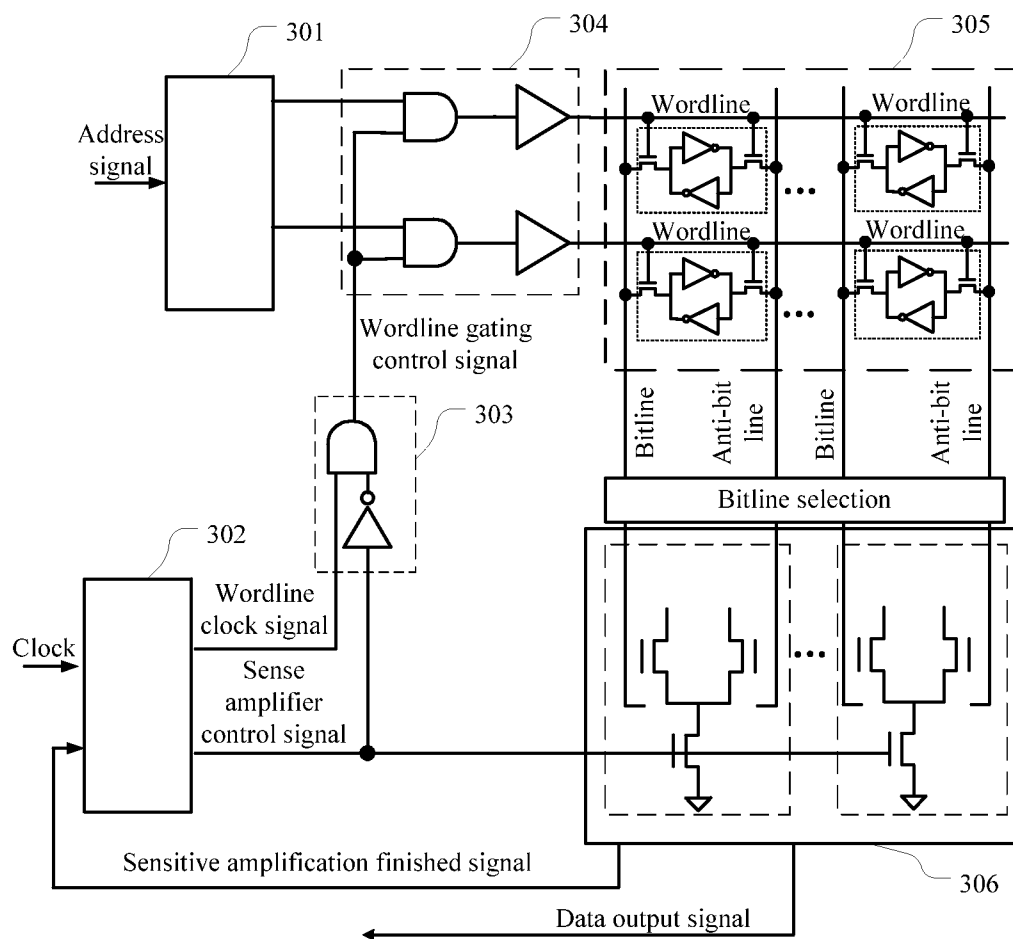 301
304
305
Address
signal
Wordline
Wordline
Wordline
Wordline
Wordline gating
control signal
303
Bitline
Anti-bit
line
Bitline
Anti-bit
line
Bitline selection
302
Wordline
clock signal
Clock
Sense
amplifier
control signal
Sensitive amplification finished signal
306
Data output signal